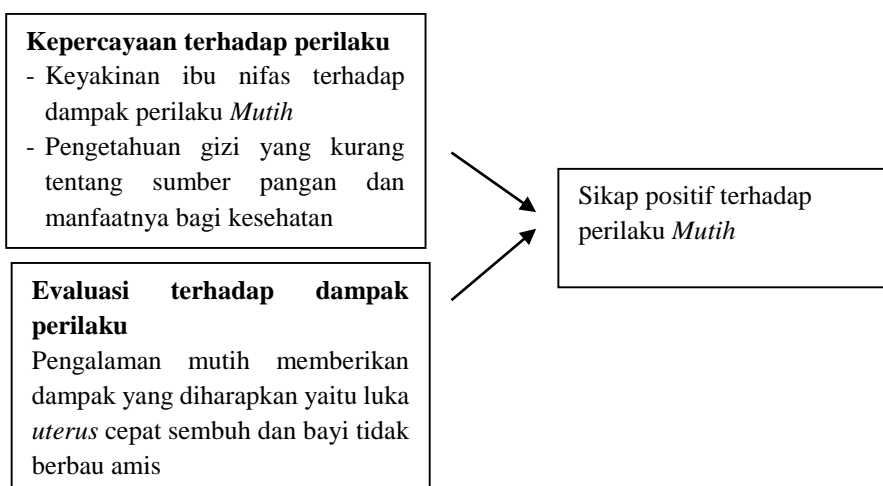 Kepercayaan terhadap perilaku
- Keyakinan ibu nifas terhadap
dampak perilaku Mutih
- Pengetahuan gizi yang kurang
tentang sumber pangan dan
manfaatnya bagi kesehatan
Evaluasi terhadap dampak
perilaku
Pengalaman mutih memberikan
dampak yang diharapkan yaitu luka
uterus cepat sembuh dan bayi tidak
berbau amis
Sikap positif terhadap
perilaku Mutih